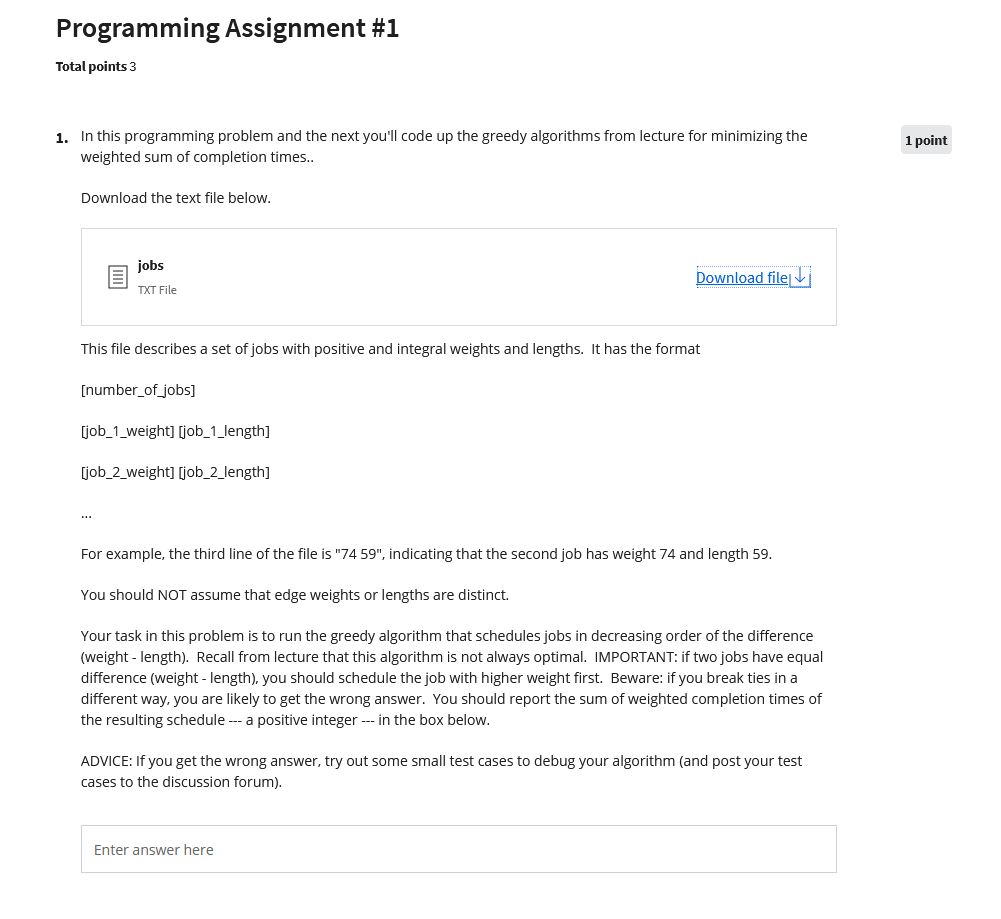 Programming Assignment #1
Total points 3
1. In this programming problem and the next you'll code up the greedy algorithms from lecture for minimizing the
1 point
weighted sum of completion times..
Download the text file below.
jobs
TXT File
Download file
This file describes a set of jobs with positive and integral weights and lengths.  It has the format
[number_of_jobs]
[job_1_weight] [job_1_length]
[job_2_weight] [job_2_length]
...
For example, the third line of the file is "74 59", indicating that the second job has weight 74 and length 59.
You should NOT assume that edge weights or lengths are distinct.
Your task in this problem is to run the greedy algorithm that schedules jobs in decreasing order of the difference
(weight - length).  Recall from lecture that this algorithm is not always optimal.  IMPORTANT: if two jobs have equal
difference (weight - length), you should schedule the job with higher weight first.  Beware: if you break ties in a
different way, you are likely to get the wrong answer.  You should report the sum of weighted completion times of
the resulting schedule --- a positive integer --- in the box below.
ADVICE: If you get the wrong answer, try out some small test cases to debug your algorithm (and post your test
cases to the discussion forum).
Enter answer here